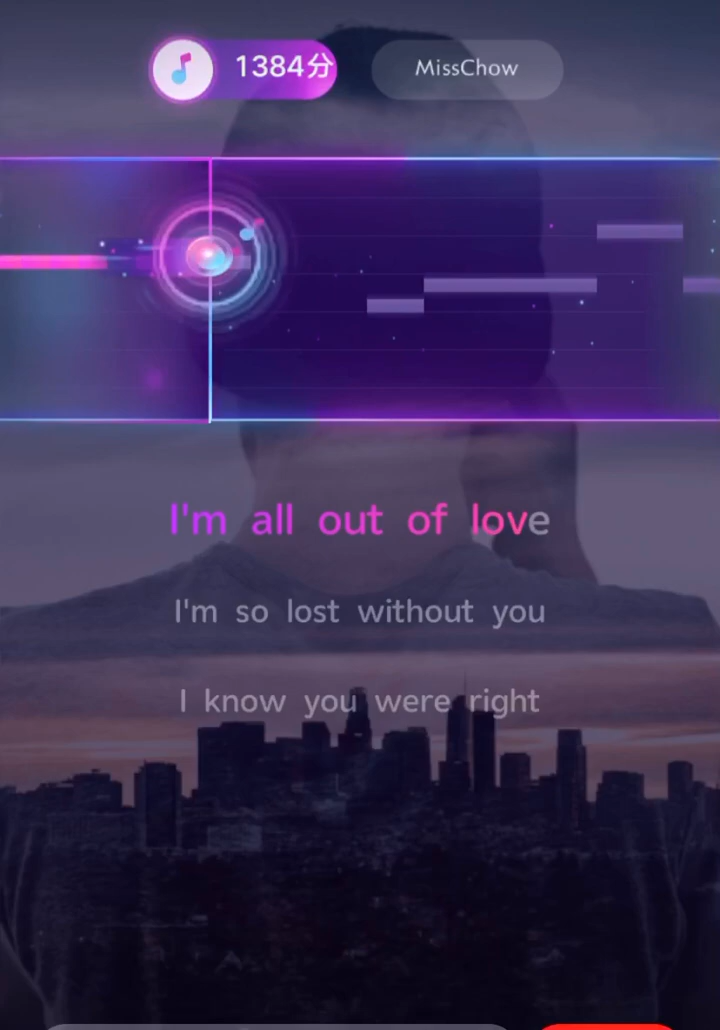 1384分
MissChow
I'm all out of love
I'm so lost without you
I know you were right